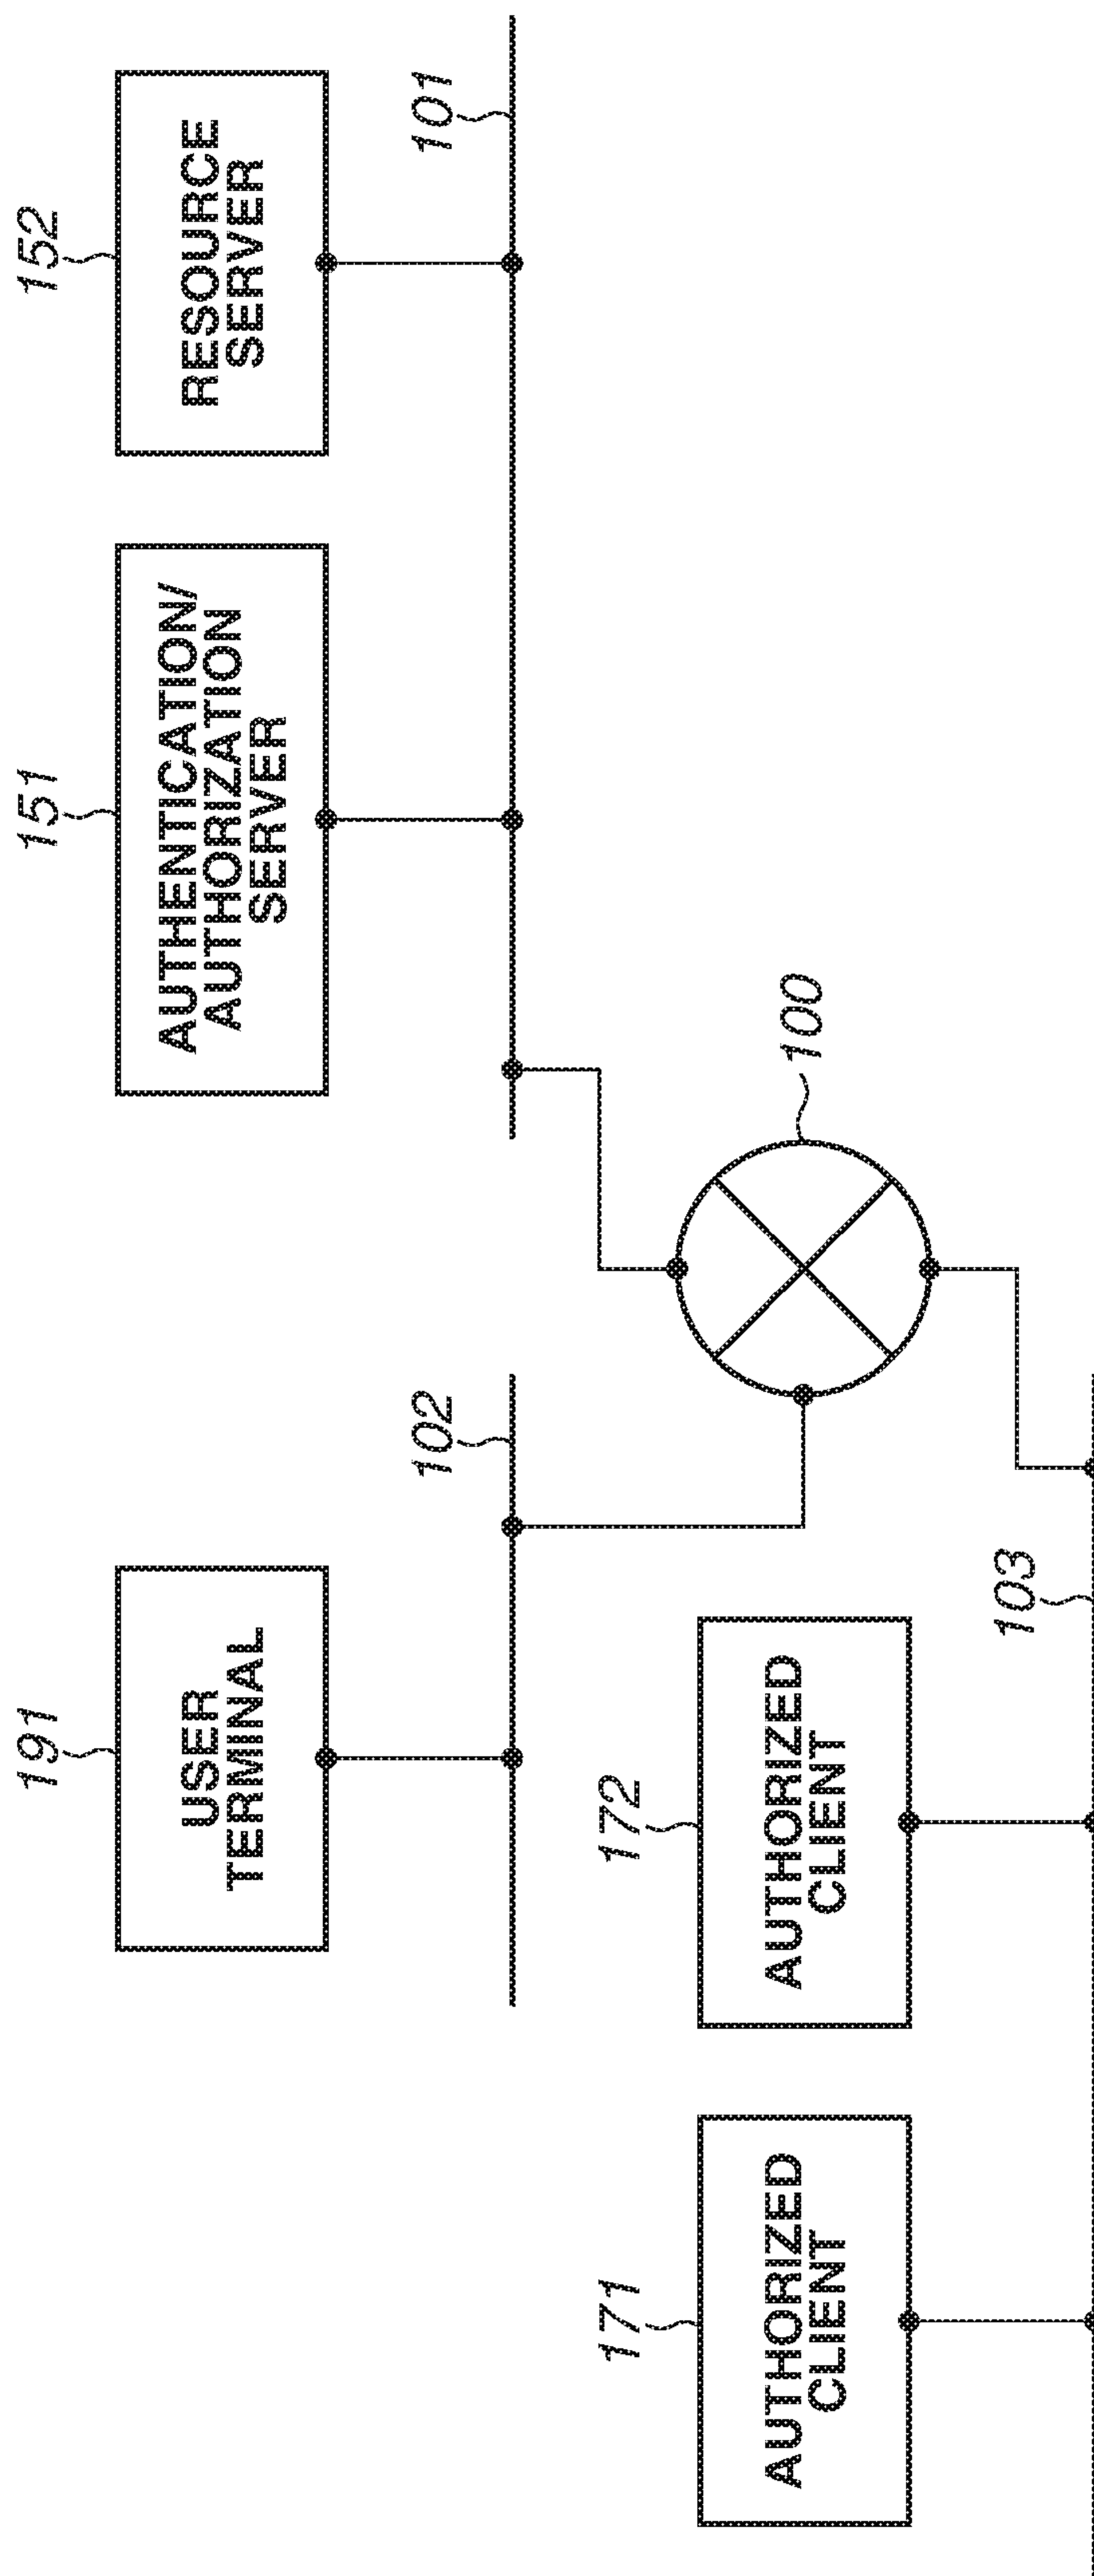 191
USER
TERMINAL
151
AUTHENTICATION/
AUTHORIZATION
SERVER
152
RESOURCE
SERVER
102
101
171
AUTHORIZED
CLIENT
172
AUTHORIZED
CLIENT
100
103